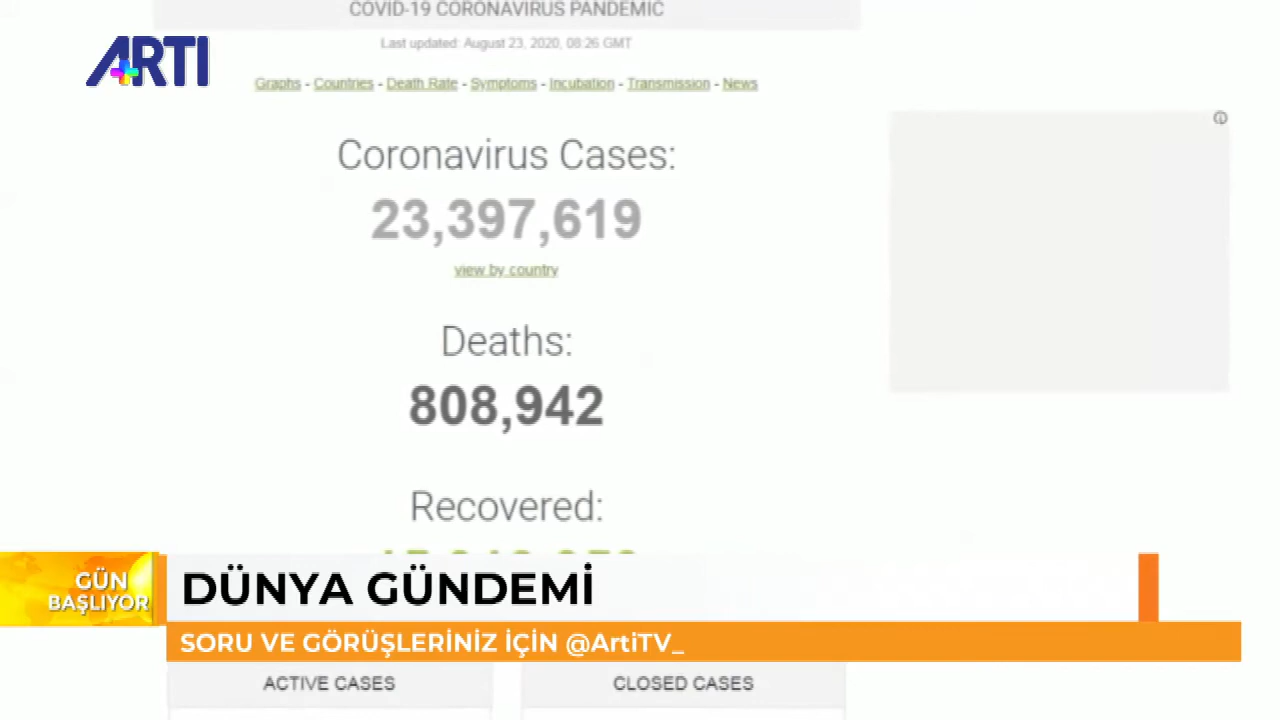 COVID-19 CORONAVIRUS PANDEMIC
Last updated: August 23, 2020, 08:26 GMT
ARTI
Graphs - Countries - Death Rate - Symptoms - Incubation - Transmission - News
Coronavirus Cases:
23,397,619
view by country
Deaths:
808,942
Recovered:
GÜN
BAŞLIYOR
DÜNYA GÜNDEMİ
SORU VE GÖRÜŞLERİNİZ İÇİN @ArtiTV_
ACTIVE CASES
CLOSED CASES